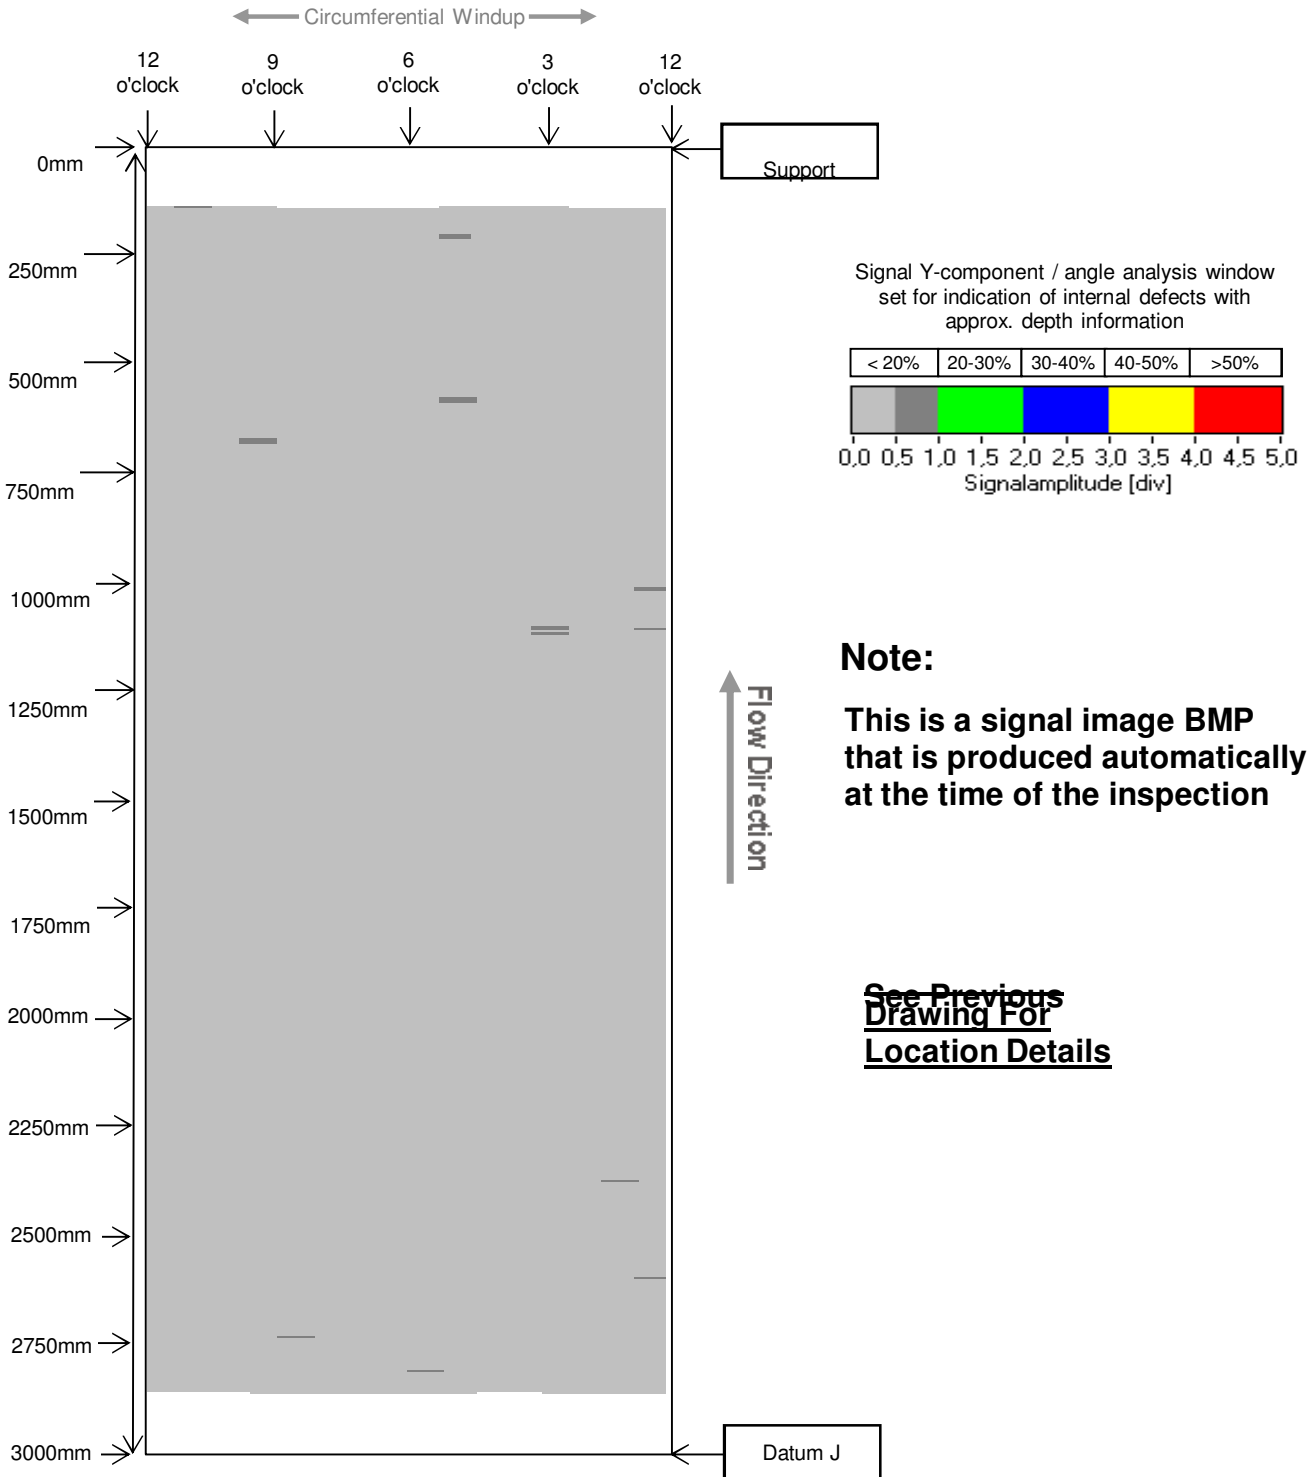 Circumferential Windup
12
o'clock
9
o'clock
6
o'clock
3
o'clock
12
o'clock
Support
0mm
250mm
500mm
750mm
1000mm
1250mm
1500mm
1750mm
2000mm
2250mm
2500mm
2750mm
3000mm
Signal Y-component / angle analysis window
set for indication of internal defects with
approx. depth information
< 20% 20-30% 30-40% 40-50% >50%
0,0 0,5 1,0 1,5 2,0 2,5 3,0 3,5 4,0 4,5 5,0
Signalamplitude [div]
Note:
This is a signal image BMP
that is produced automatically
at the time of the inspection
Flow Direction
See Previous
Drawing For
Location Details
Datum J